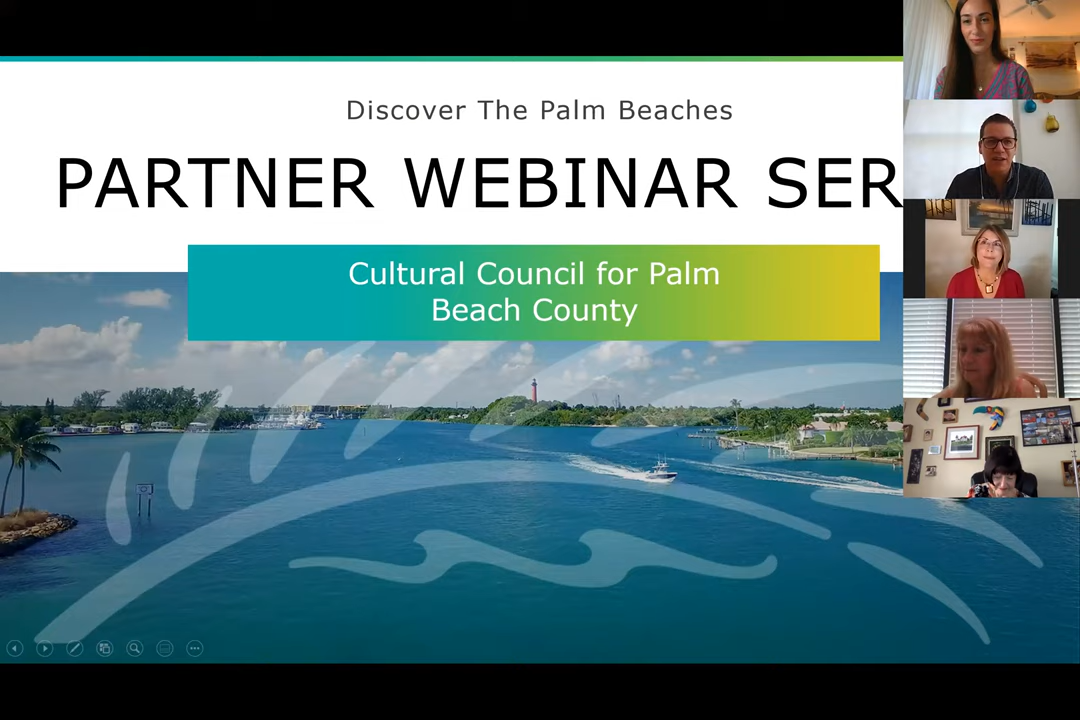 Discover The Palm Beaches
PARTNER WEBINAR SER
Cultural Council for Palm
Beach County